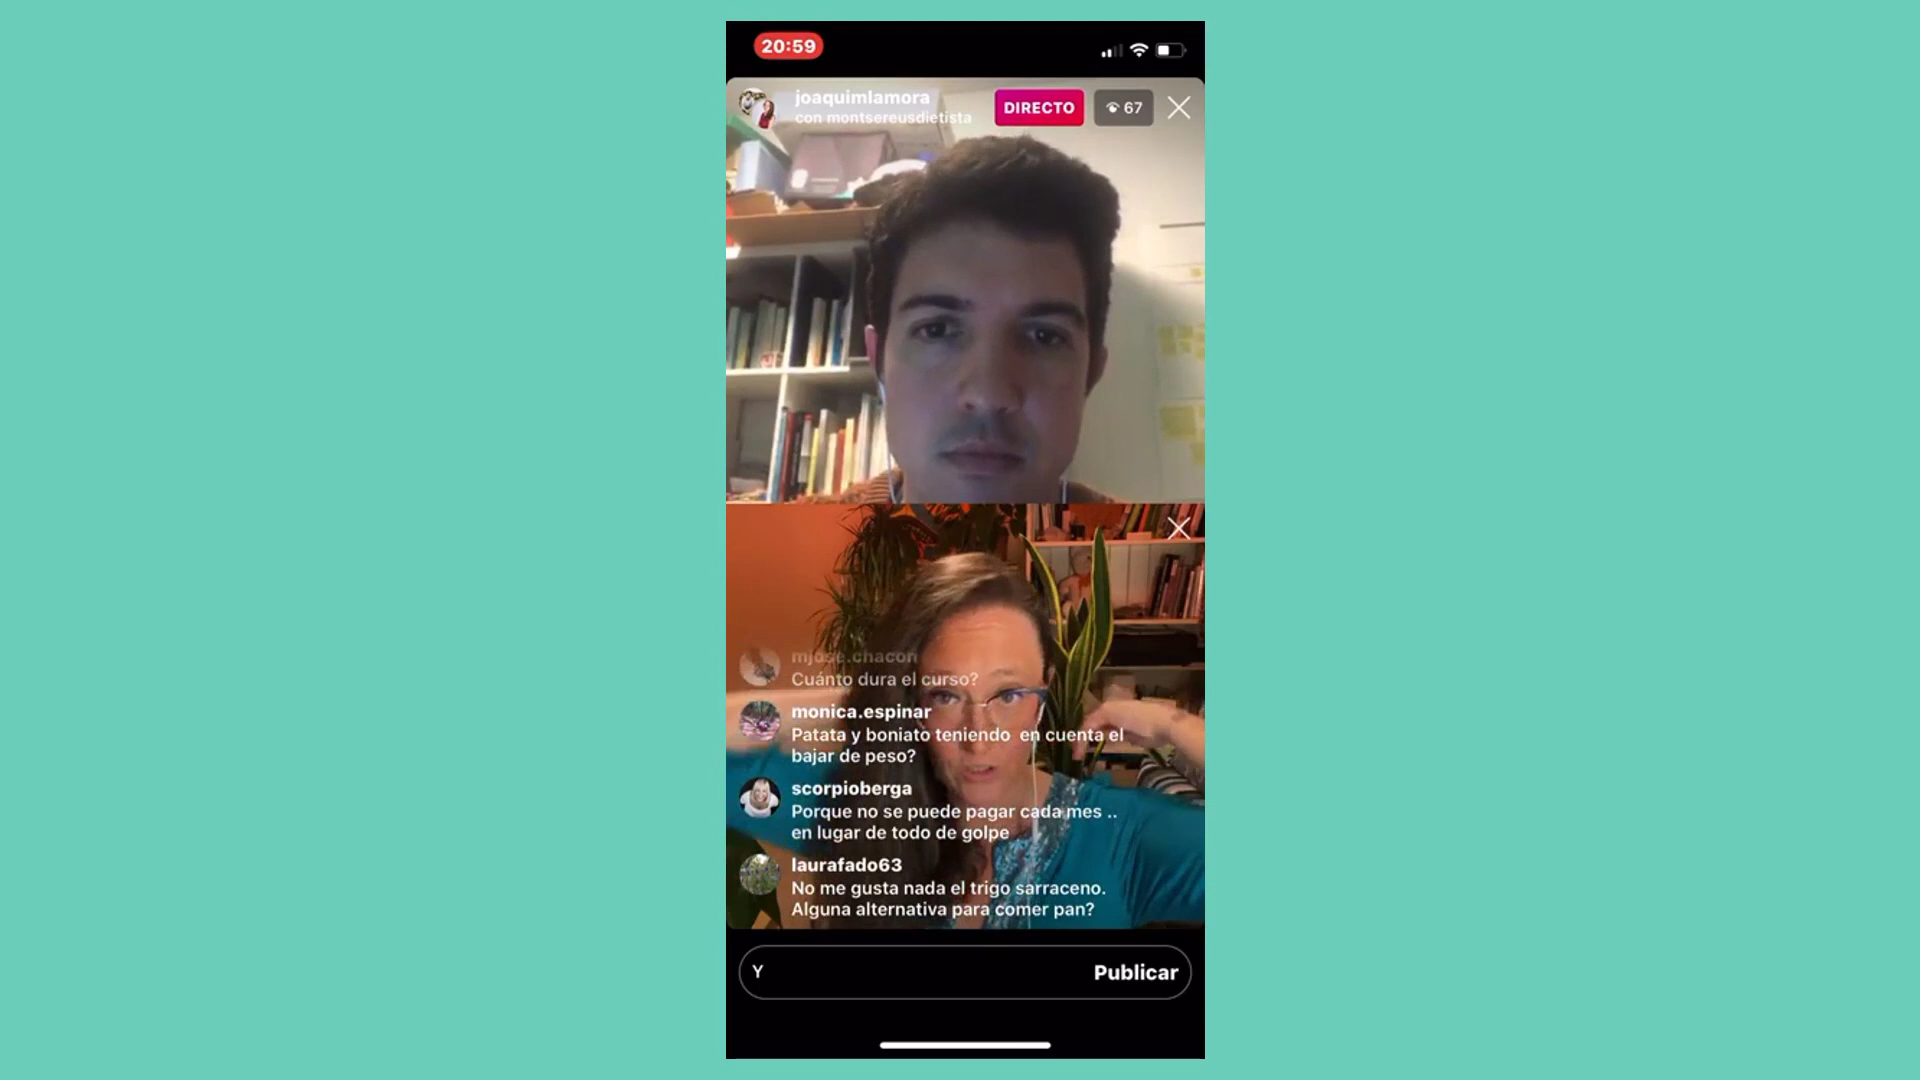 20:59
joaquimlamora
con montsereusdietista
DIRECTO
67
mjose.chacon
Cuánto dura el curso?
monica.espinar
Patata y boniato teniendo en cuenta el
bajar de peso?
scorpioberga
Porque no se puede pagar cada mes ..
en lugar de todo de golpe
laurafado63
No me gusta nada el trigo sarraceno.
Alguna alternativa para comer pan?
Y
Publicar